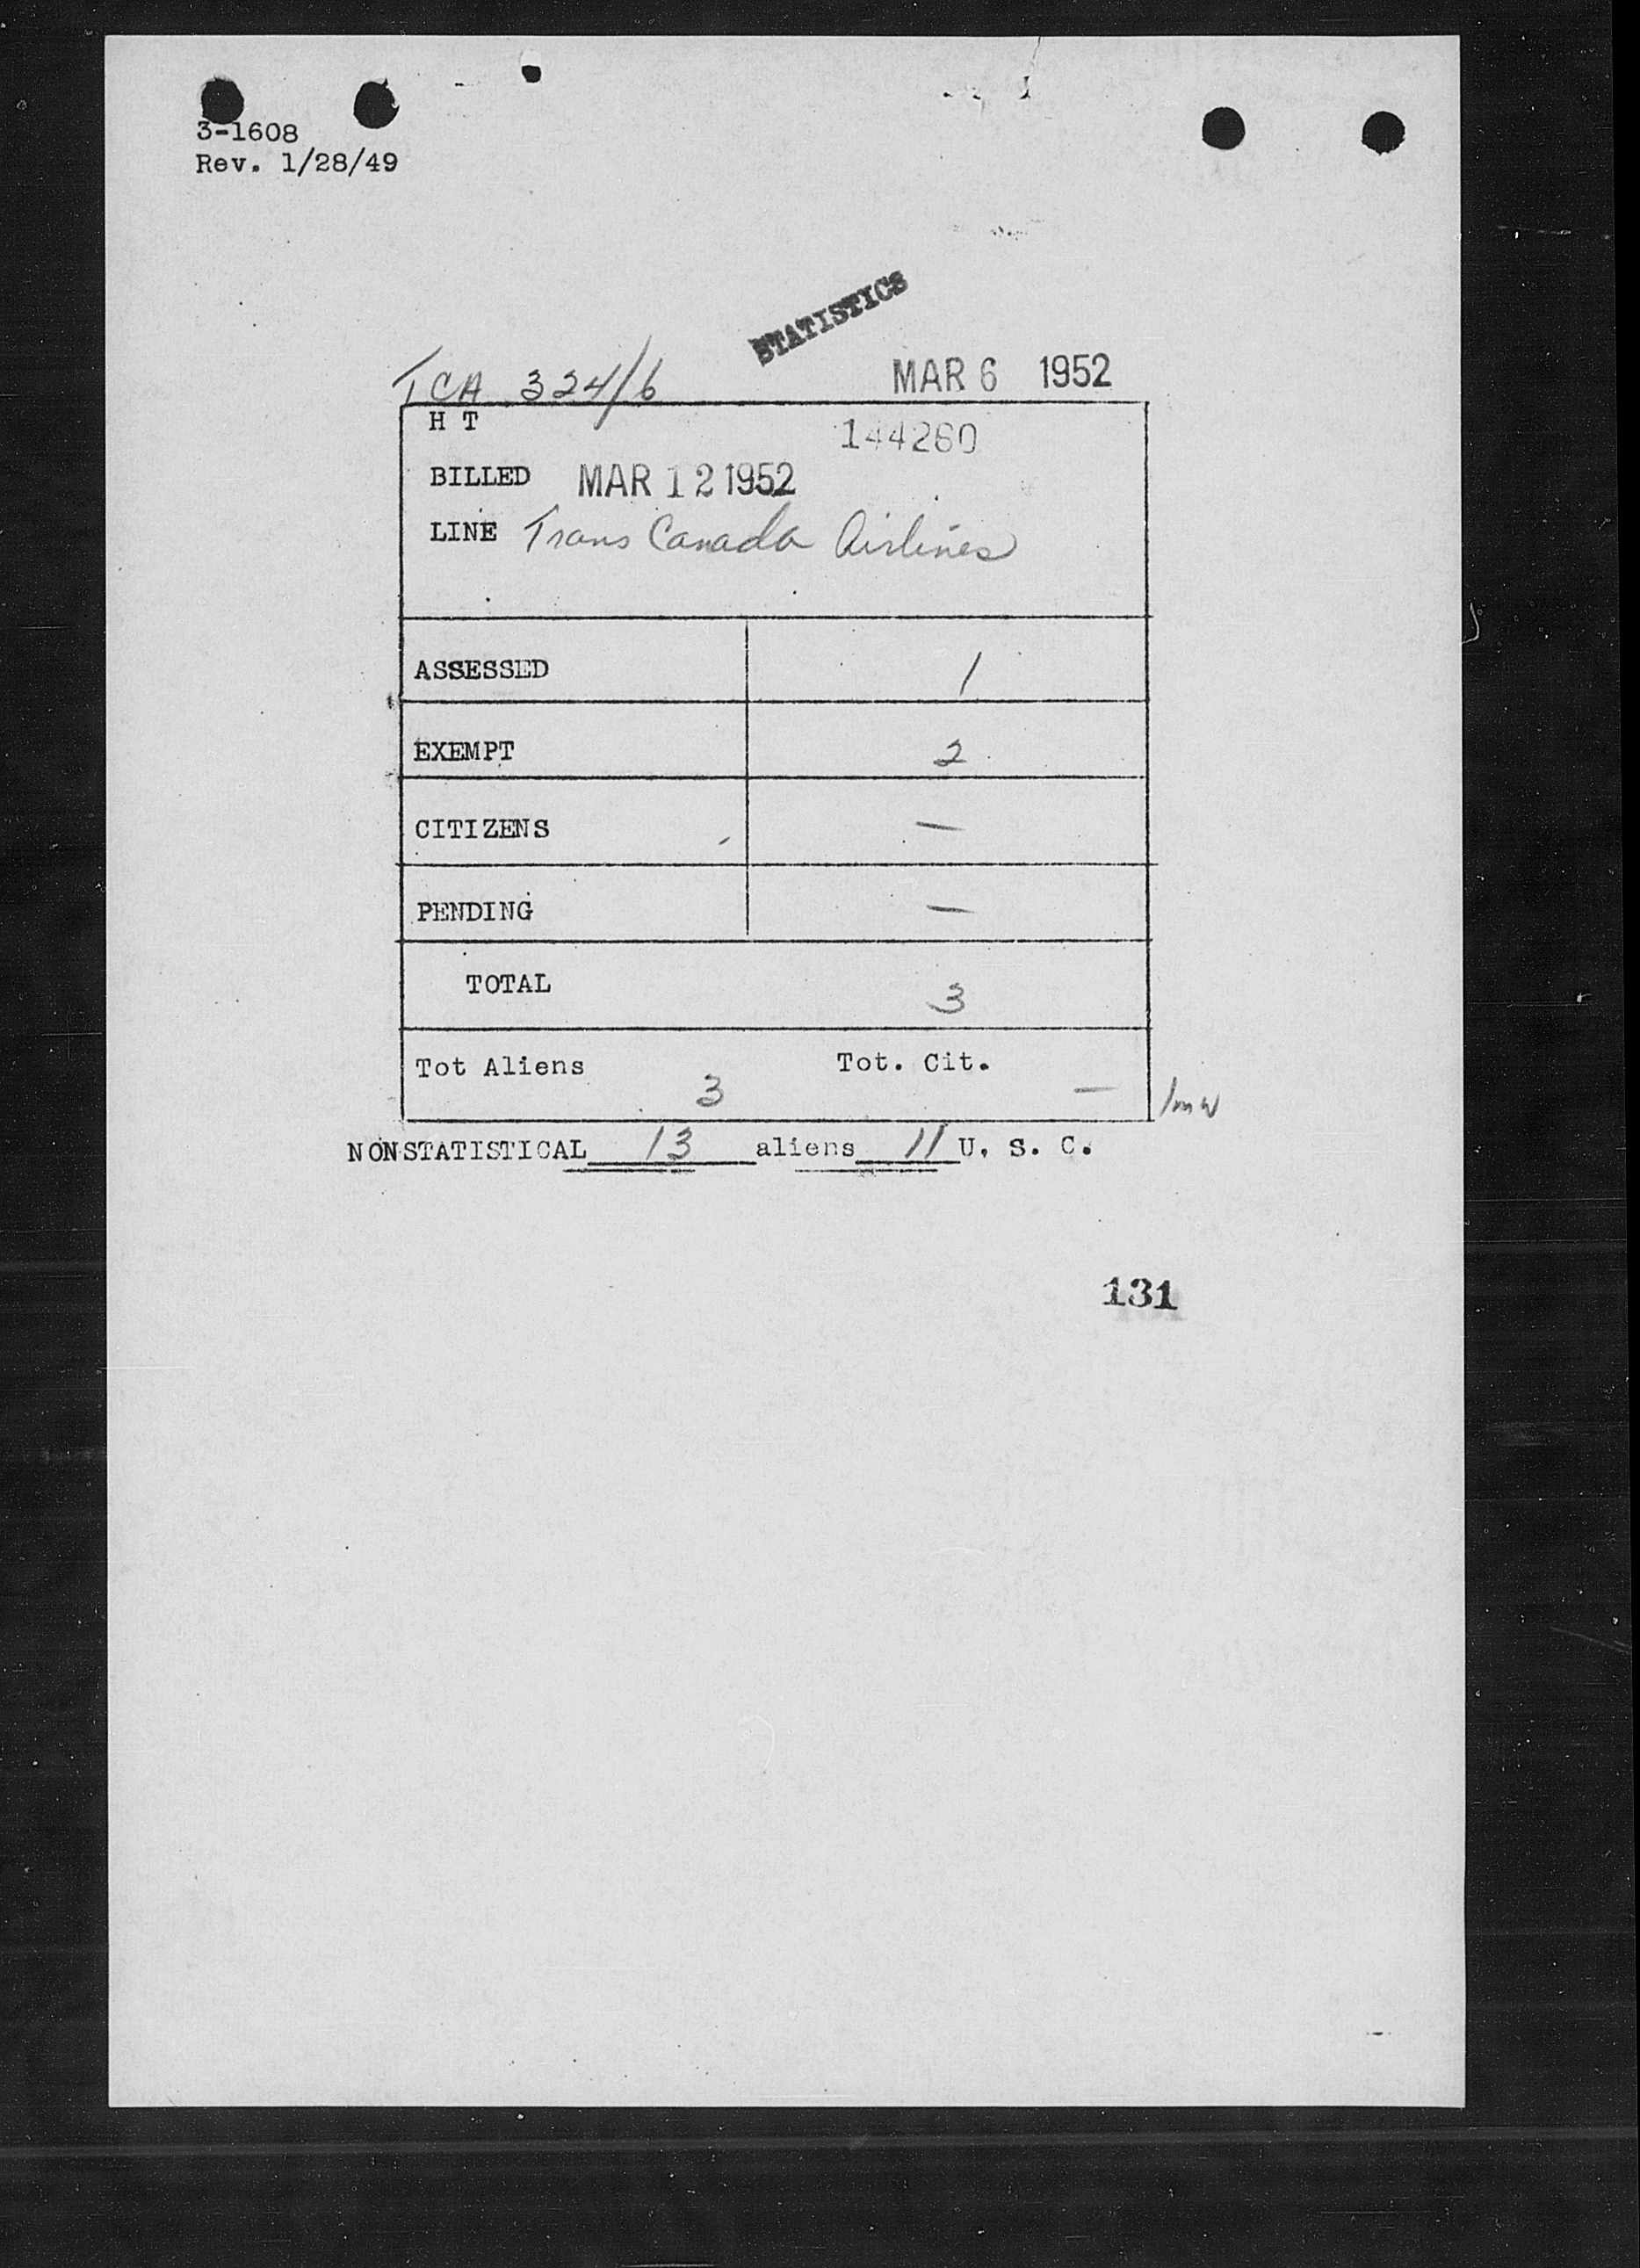 3-1608
Rev. 1/28/49
STATISTICS
TCA 324/6 MAR 6 1952
H T 144260
BILLED MAR 12 1952
LINE Trans Canada Airlines
ASSESSED 1
EXEMPT 2
CITIZENS —
PENDING —
TOTAL 3
Tot Aliens 3 Tot. Cit. —
NONSTATISTICAL 13 aliens 11 U. S. C.
131